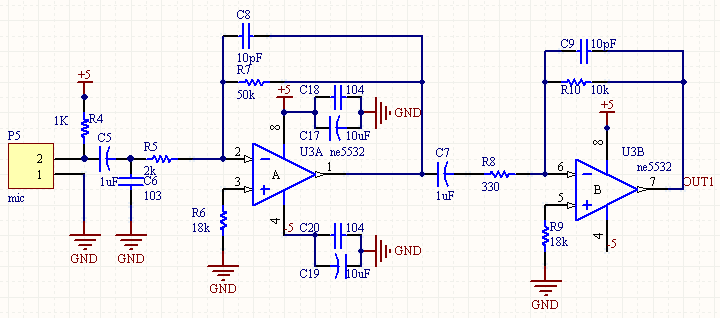 C8
10pF
R7
50k
C9
10pF
R10
10k
+5
R4
1K
P5
2
1
mic
C5
1uF
R5
2k
C6
103
GND
GND
+5
C18
104
GND
C17
10uF
8
U3A
ne5532
2
A
1
3
4
-5
R6
18k
GND
C20
104
GND
C19
10uF
C7
1uF
R8
330
+5
8
U3B
ne5532
6
B
7
OUT1
5
4
-5
R9
18k
GND